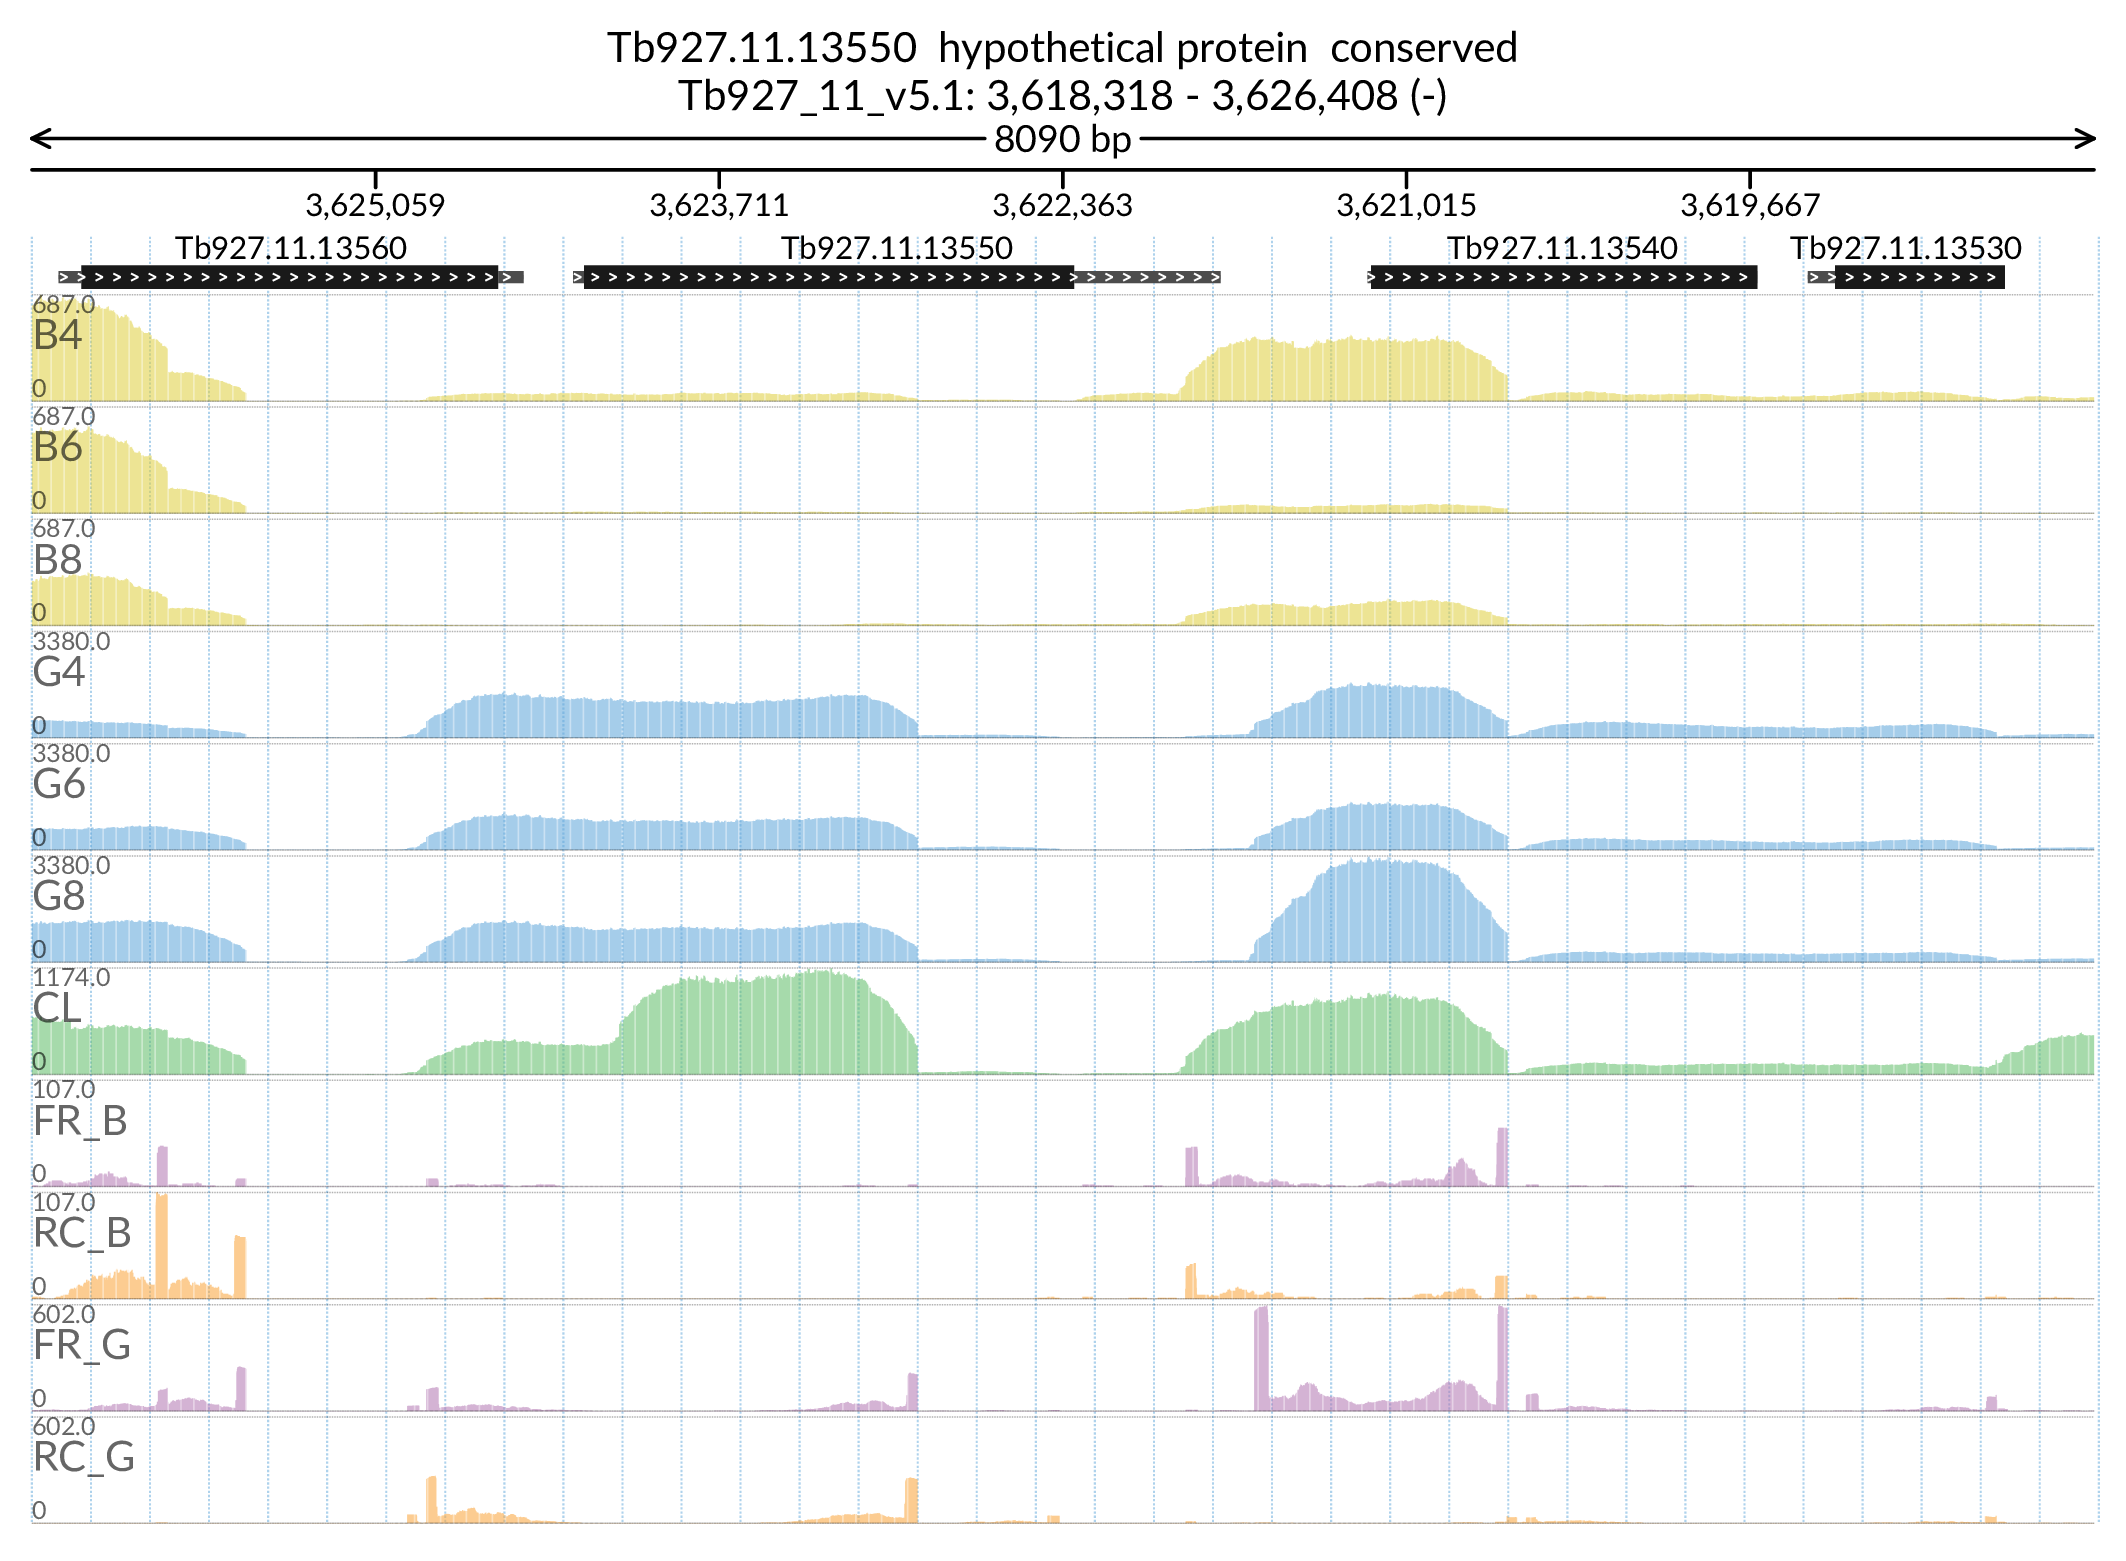 Tb927.11.13550 hypothetical protein conserved
Tb927_11_v5.1: 3,618,318 - 3,626,408 (-)
8090 bp
3,625,059 3,623,711 3,622,363 3,621,015 3,619,667
Tb927.11.13560 Tb927.11.13550 Tb927.11.13540 Tb927.11.13530
687.0
B4
0
687.0
B6
0
687.0
B8
0
3380.0
G4
0
3380.0
G6
0
3380.0
G8
0
1174.0
CL
0
107.0
FR_B
0
107.0
RC_B
0
602.0
FR_G
0
602.0
RC_G
0